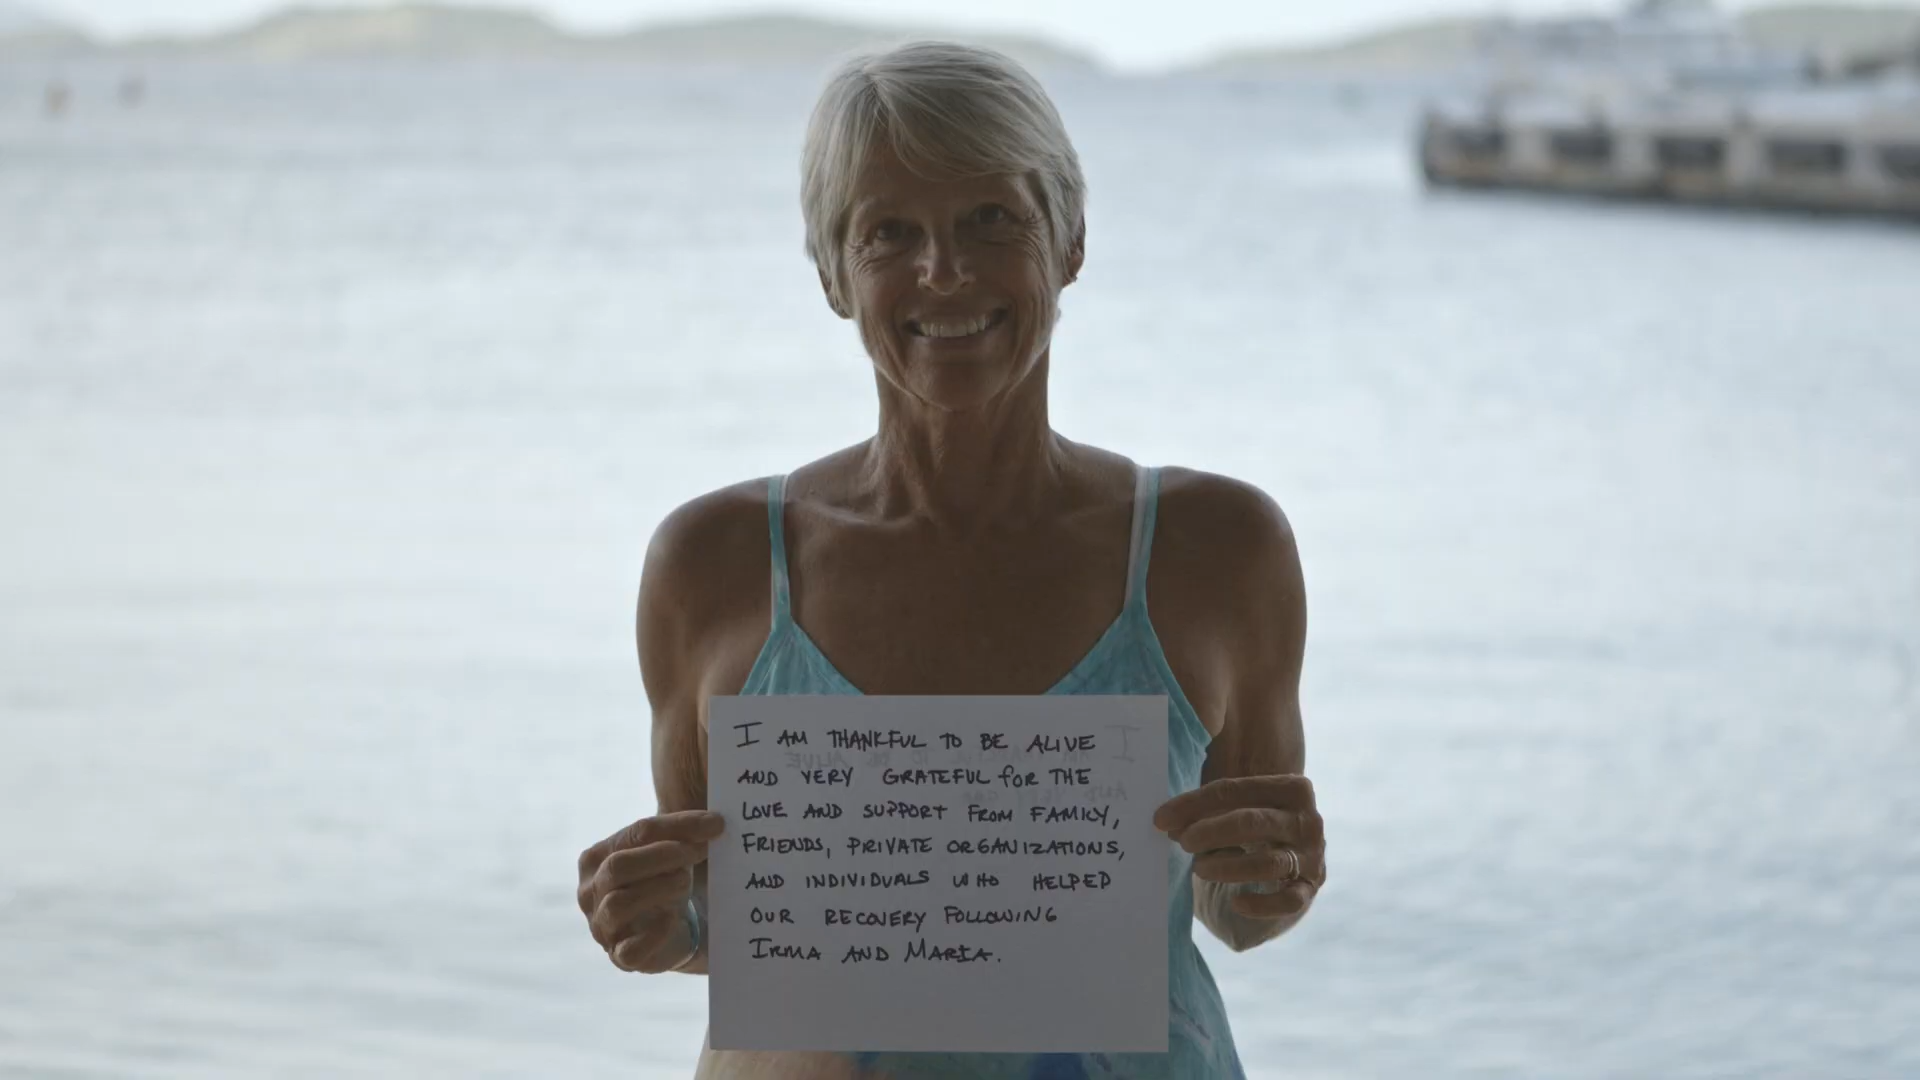 I AM THANKFUL TO BE ALIVE
AND VERY GRATEFUL FOR THE
LOVE AND SUPPORT FROM FAMILY,
FRIENDS, PRIVATE ORGANIZATIONS,
AND INDIVIDUALS WHO HELPED
OUR RECOVERY FOLLOWING
IRMA AND MARIA.